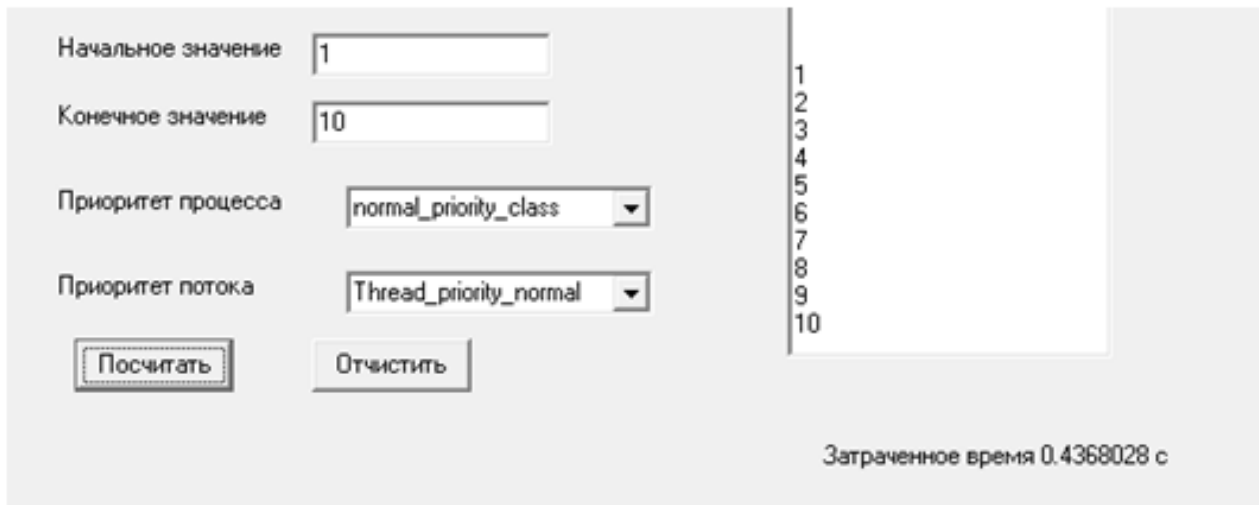 Начальное значение 1
Конечное значение 10
Приоритет процесса normal_priority_class
Приоритет потока Thread_priority_normal
Посчитать Отчистить
1
2
3
4
5
6
7
8
9
10
Затраченное время 0.4368028 с